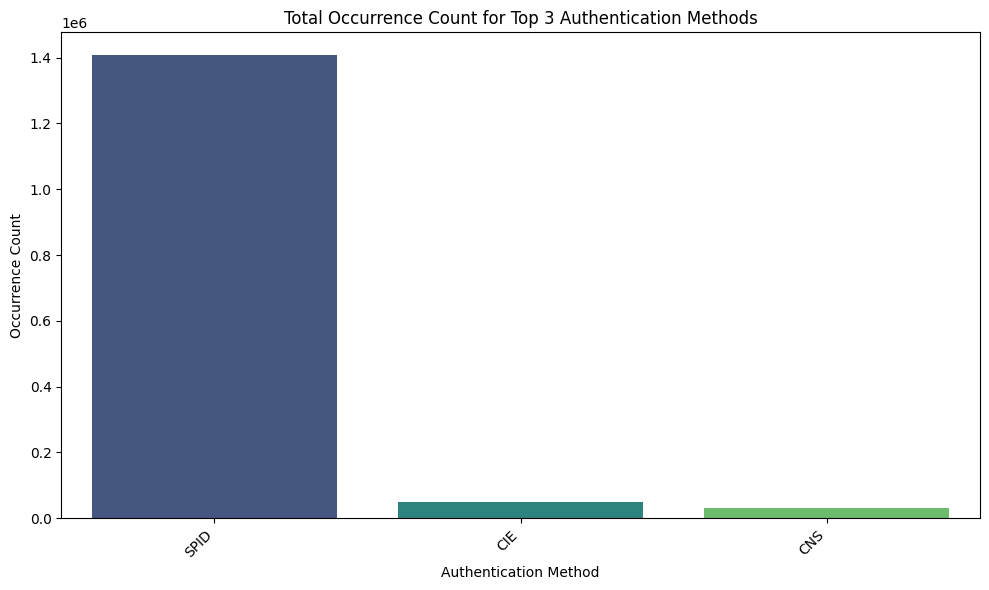 Total Occurrence Count for Top 3 Authentication Methods
1e6
1.4
1.2
1.0
0.8
0.6
0.4
0.2
0.0
Occurrence Count
SPID
CIE
CNS
Authentication Method